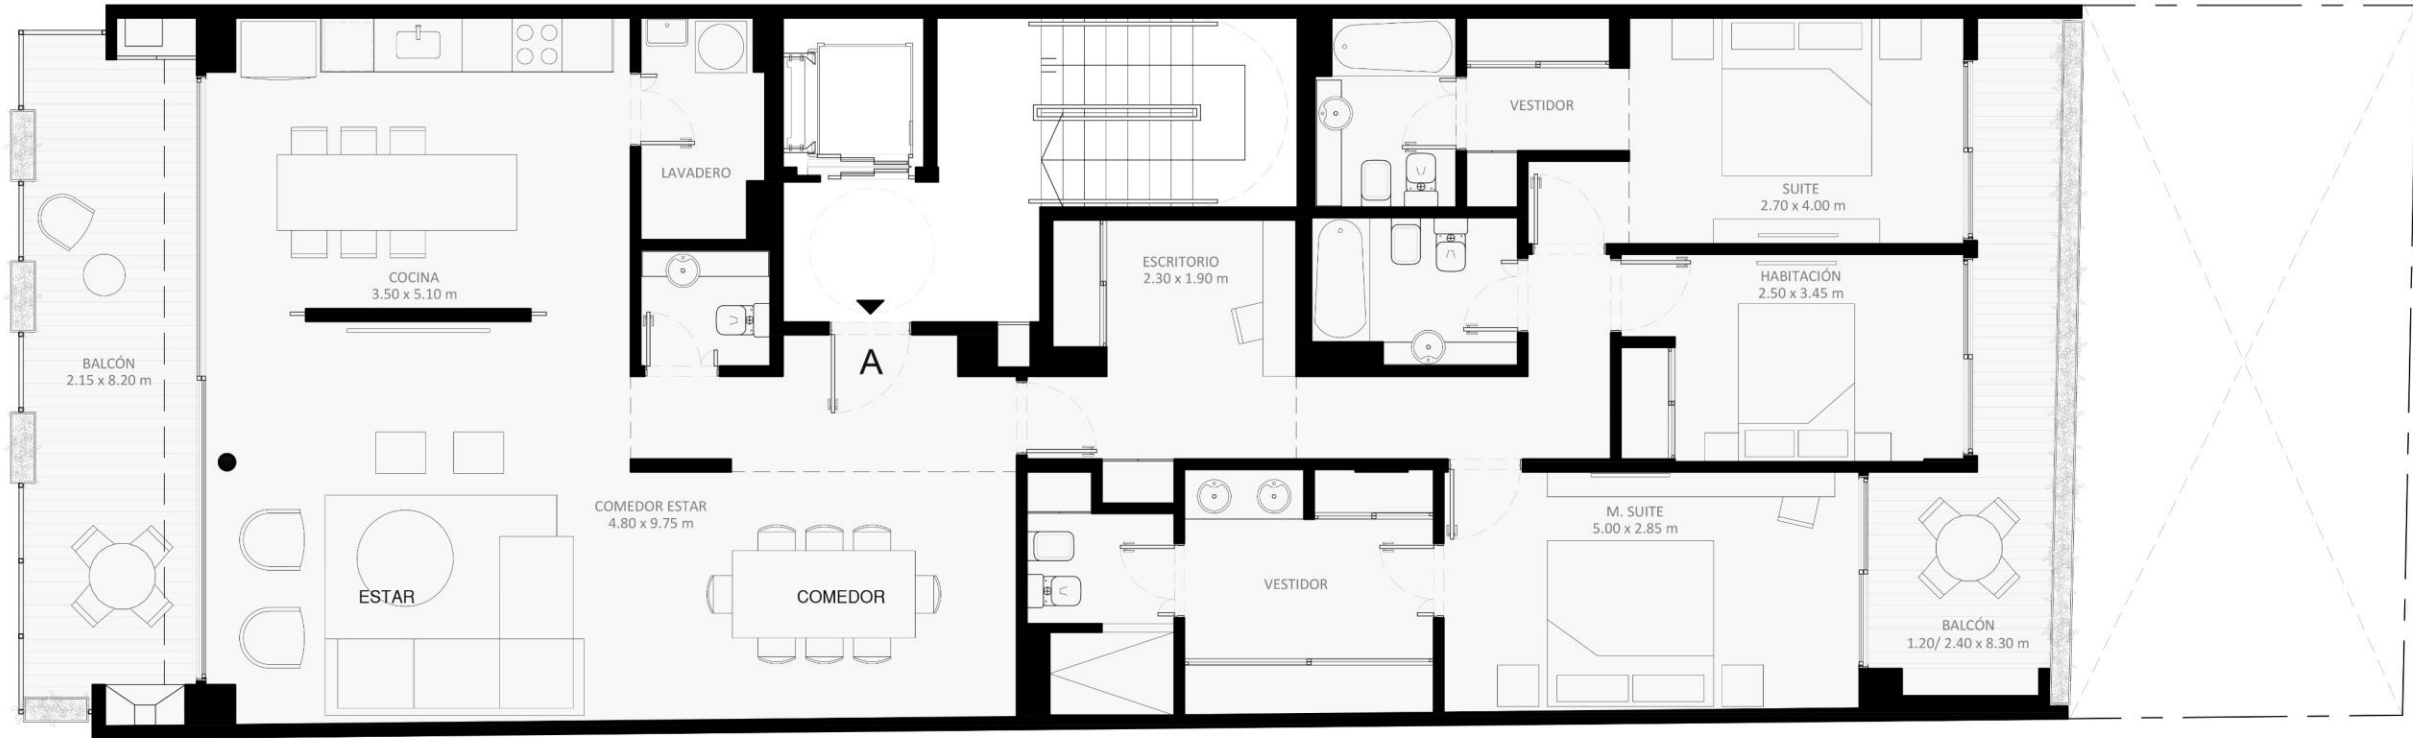 VESTIDOR
LAVADERO
SUITE
2.70 x 4.00 m
COCINA
3.50 x 5.10 m
ESCRITORIO
2.30 x 1.90 m
HABITACIÓN
2.50 x 3.45 m
BALCÓN
2.15 x 8.20 m
A
COMEDOR ESTAR
4.80 x 9.75 m
M. SUITE
5.00 x 2.85 m
ESTAR
COMEDOR
VESTIDOR
BALCÓN
1.20/ 2.40 x 8.30 m